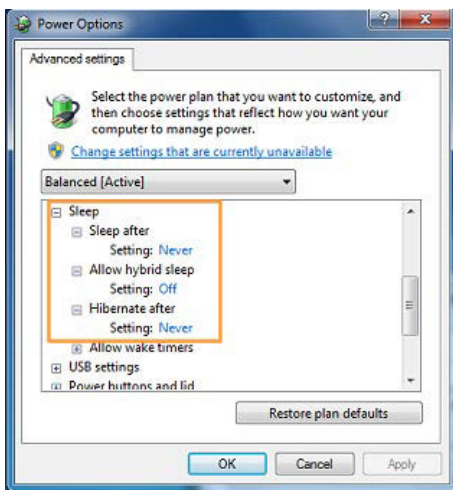 Power Options
Advanced settings
Select the power plan that you want to customize, and
then choose settings that reflect how you want your
computer to manage power.
Change settings that are currently unavailable
Balanced [Active]
Sleep
Sleep after
Setting: Never
Allow hybrid sleep
Setting: Off
Hibernate after
Setting: Never
Allow wake timers
USB settings
Power buttons and lid
Restore plan defaults
OK Cancel Apply